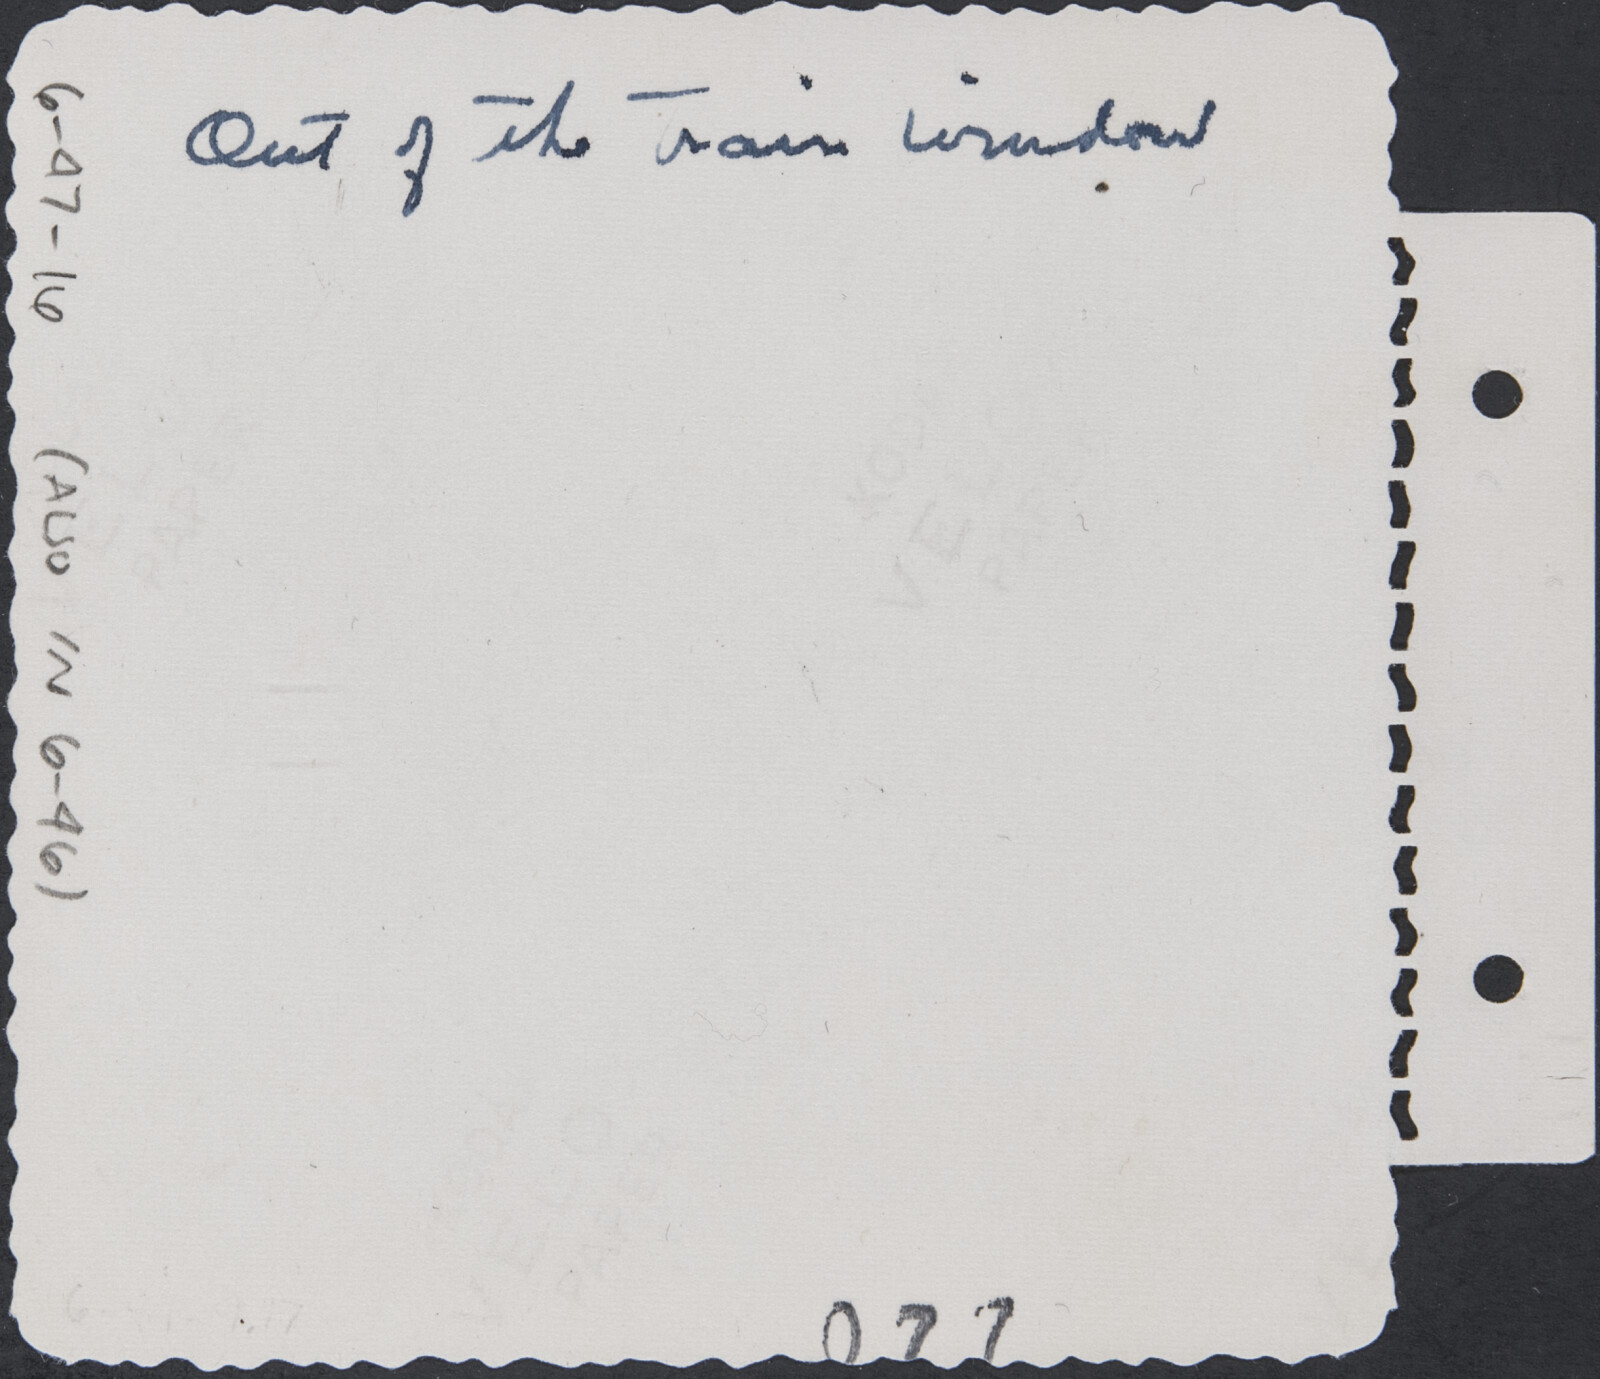 Out of the train window
6-47-16 (ALSO IN 6-46)
077